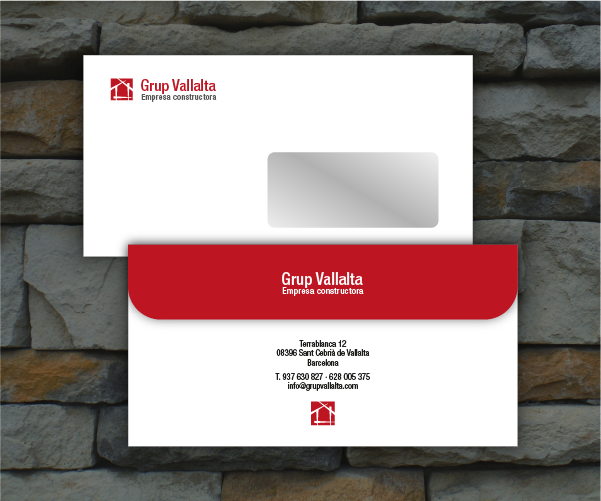 Grup Vallalta
Empresa constructora
Grup Vallalta
Empresa constructora
Terrablanca 12
08396 Sant Cebrià de Vallalta
Barcelona
T. 937 630 827 · 628 005 375
info@grupvallalta.com